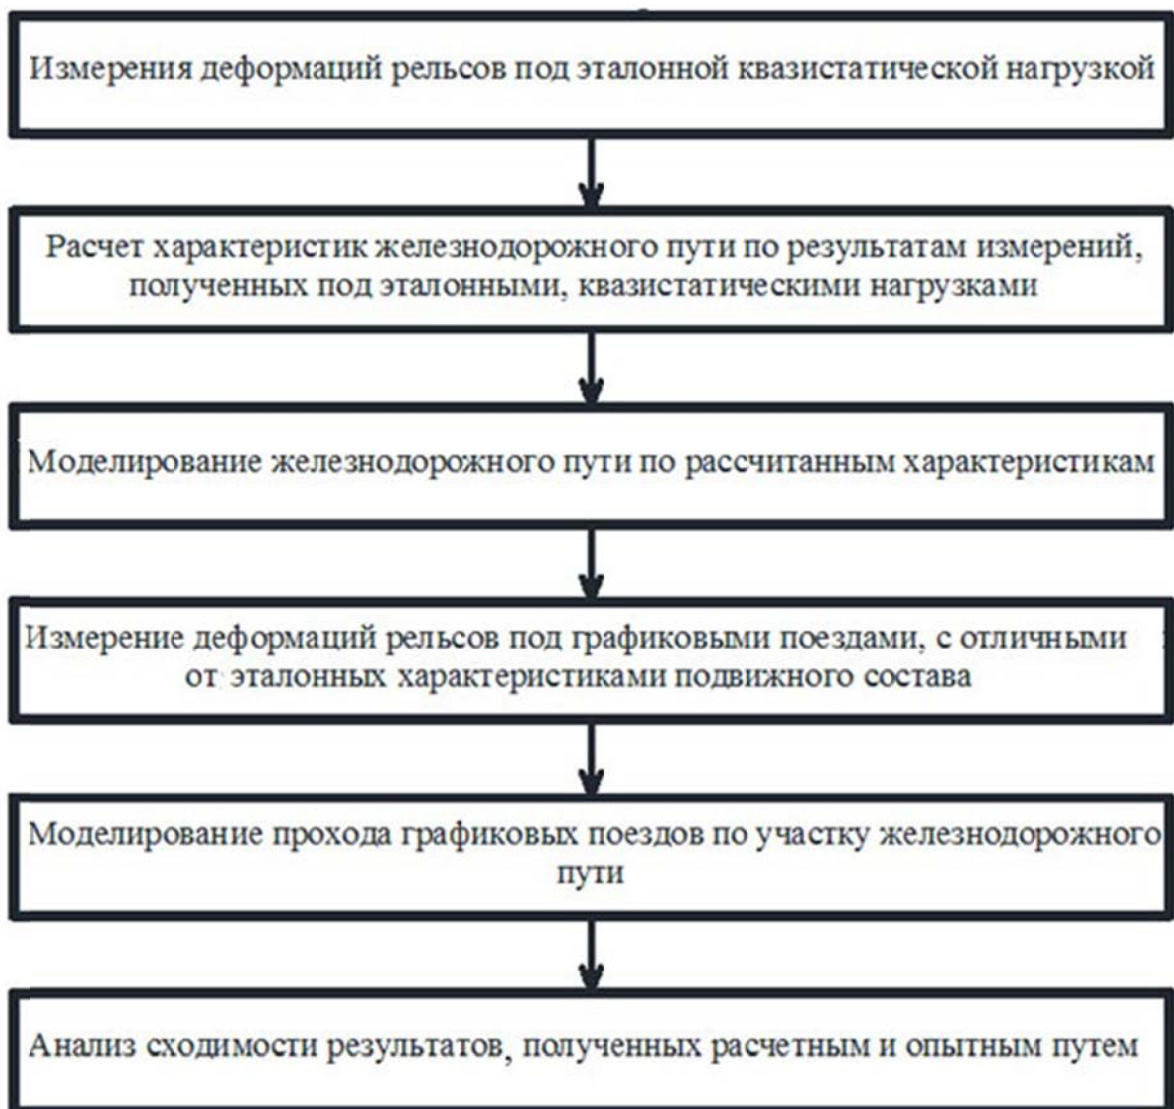 Измерения деформаций рельсов под эталонной квазистатической нагрузкой
Расчет характеристик железнодорожного пути по результатам измерений,
полученных под эталонными, квазистатическими нагрузками
Моделирование железнодорожного пути по рассчитанным характеристикам
Измерение деформаций рельсов под графиковыми поездами, с отличными
от эталонных характеристиками подвижного состава
Моделирование прохода графиковых поездов по участку железнодорожного
пути
Анализ сходимости результатов, полученных расчетным и опытным путем